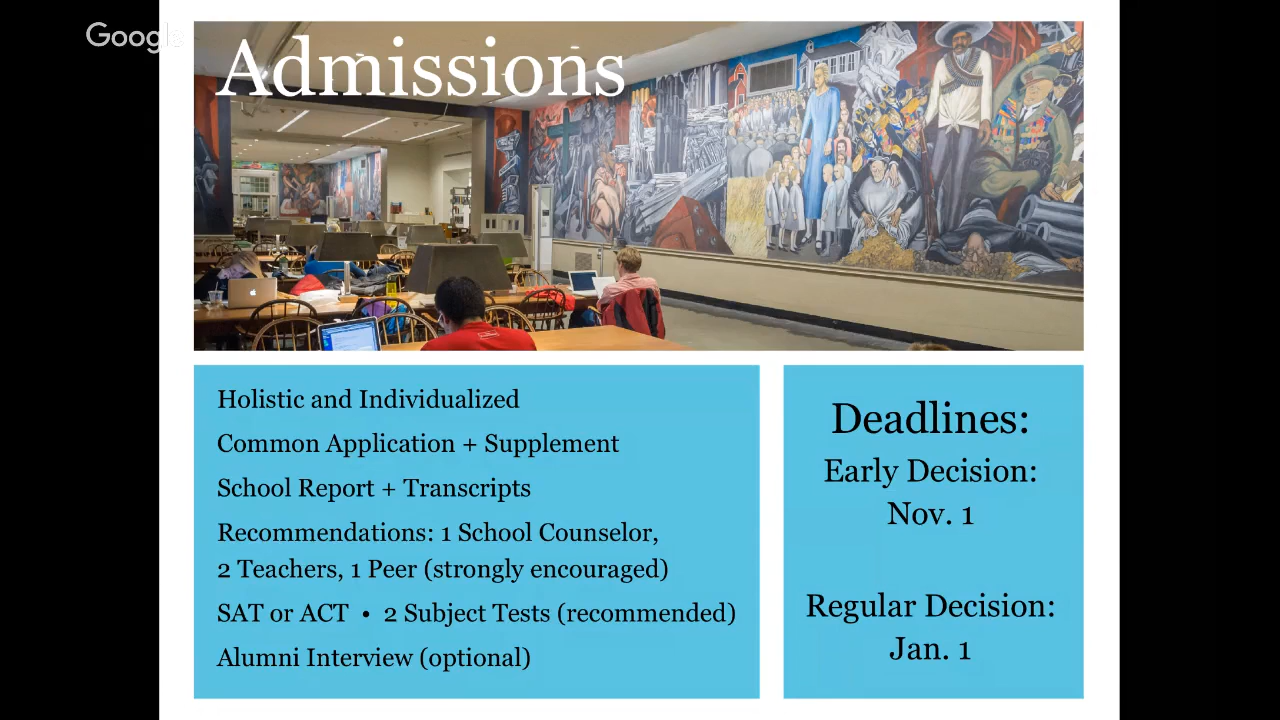 Google
Admissions
Holistic and Individualized
Common Application + Supplement
School Report + Transcripts
Recommendations: 1 School Counselor,
2 Teachers, 1 Peer (strongly encouraged)
SAT or ACT • 2 Subject Tests (recommended)
Alumni Interview (optional)
Deadlines:
Early Decision:
Nov. 1
Regular Decision:
Jan. 1